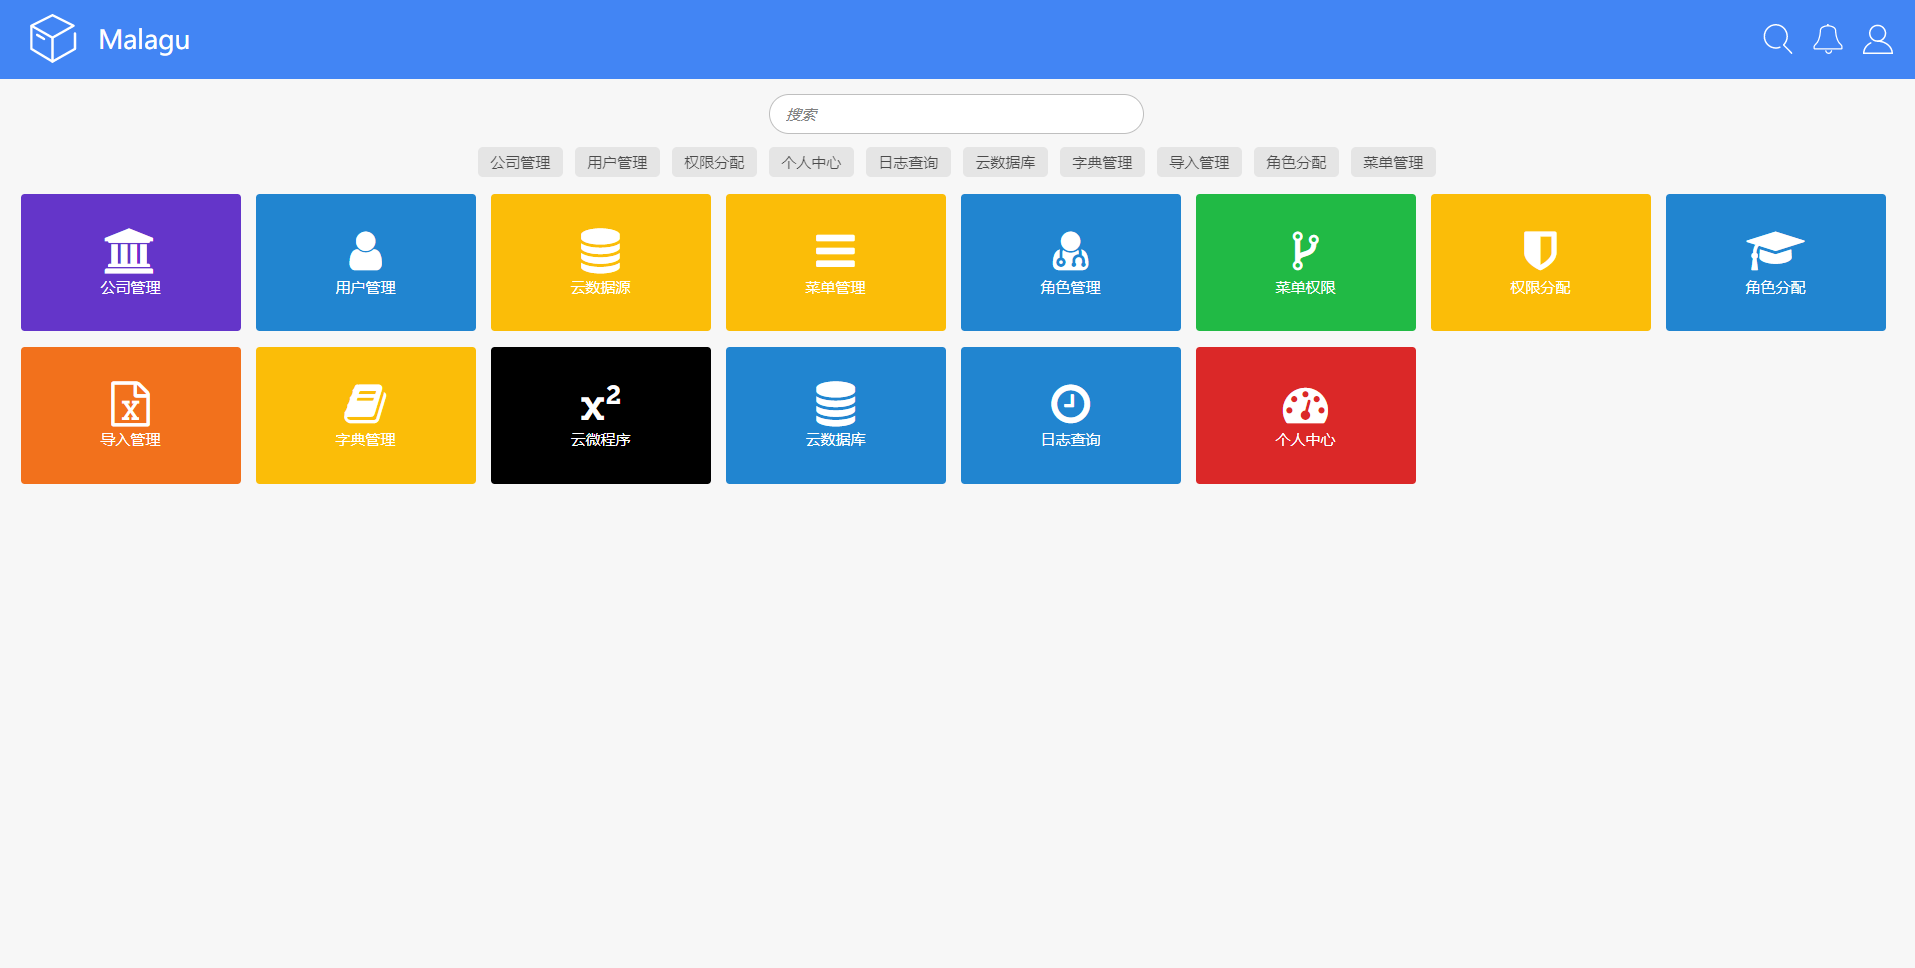 Malagu
搜索
公司管理 用户管理 权限分配 个人中心 日志查询 云数据库 字典管理 导入管理 角色分配 菜单管理
公司管理 用户管理 云数据源 菜单管理 角色管理 菜单权限 权限分配 角色分配
导入管理 字典管理 云微程序 云数据库 日志查询 个人中心